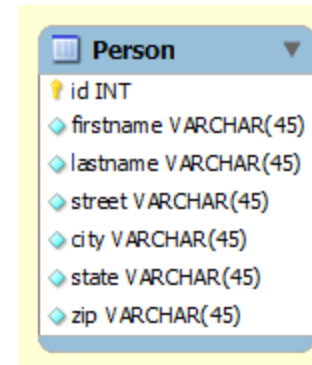 Person
id INT
firstname VARCHAR(45)
lastname VARCHAR(45)
street VARCHAR(45)
city VARCHAR(45)
state VARCHAR(45)
zip VARCHAR(45)